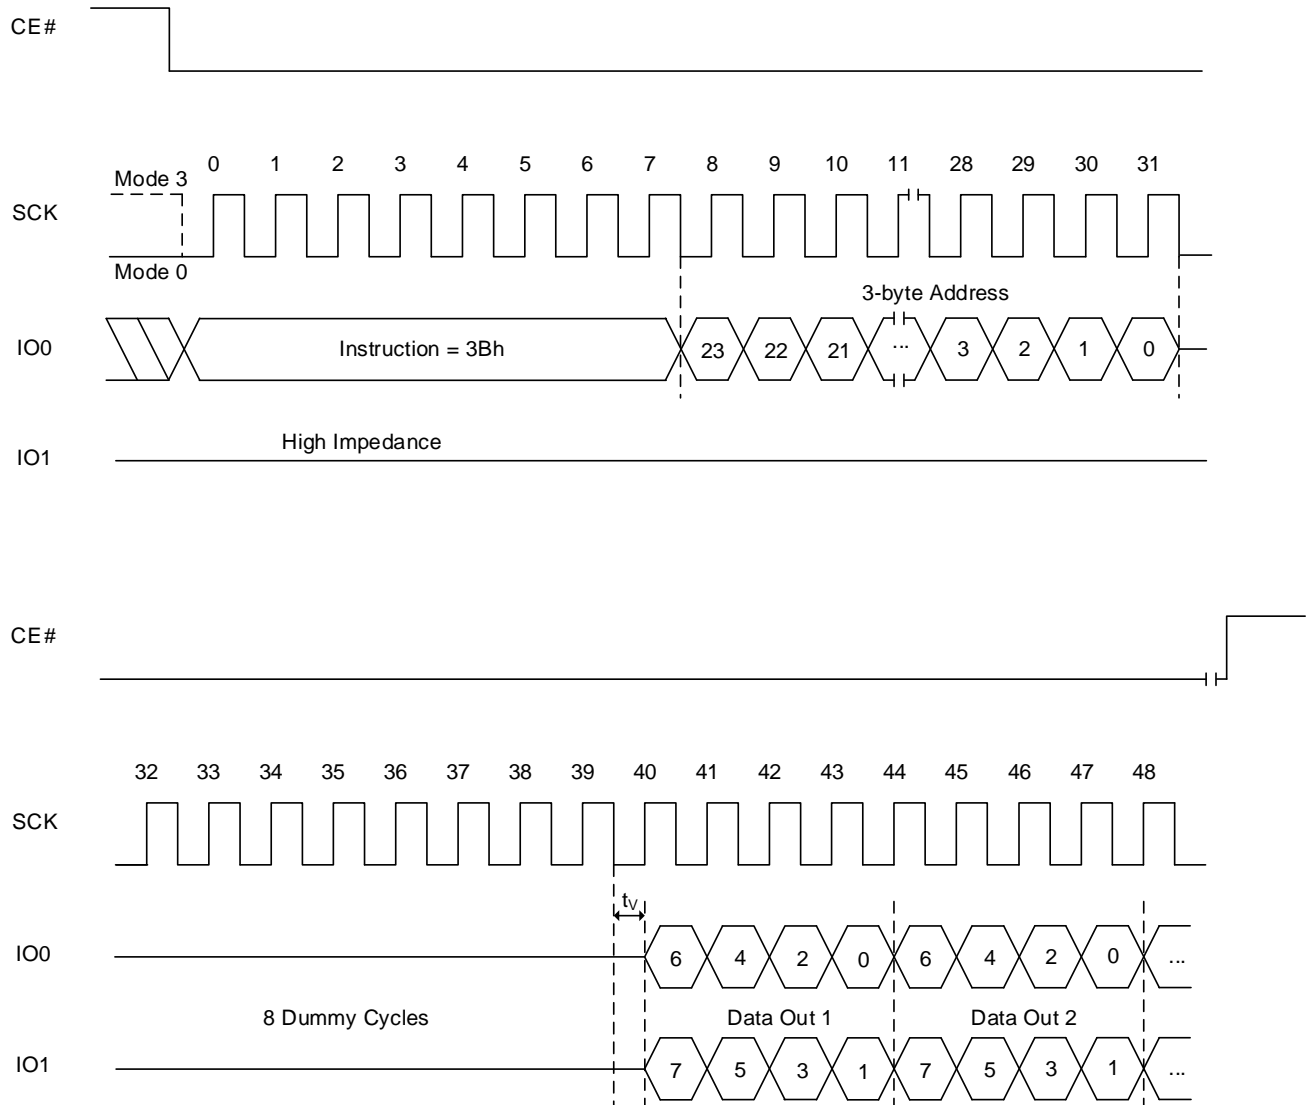 CE#
0 1 2 3 4 5 6 7 8 9 10 11 28 29 30 31
Mode 3
SCK
Mode 0
3-byte Address
IO0 Instruction = 3Bh 23 22 21 ... 3 2 1 0
High Impedance
IO1
CE#
32 33 34 35 36 37 38 39 40 41 42 43 44 45 46 47 48
SCK
tV
IO0 6 4 2 0 6 4 2 0 ...
8 Dummy Cycles Data Out 1 Data Out 2
IO1 7 5 3 1 7 5 3 1 ...